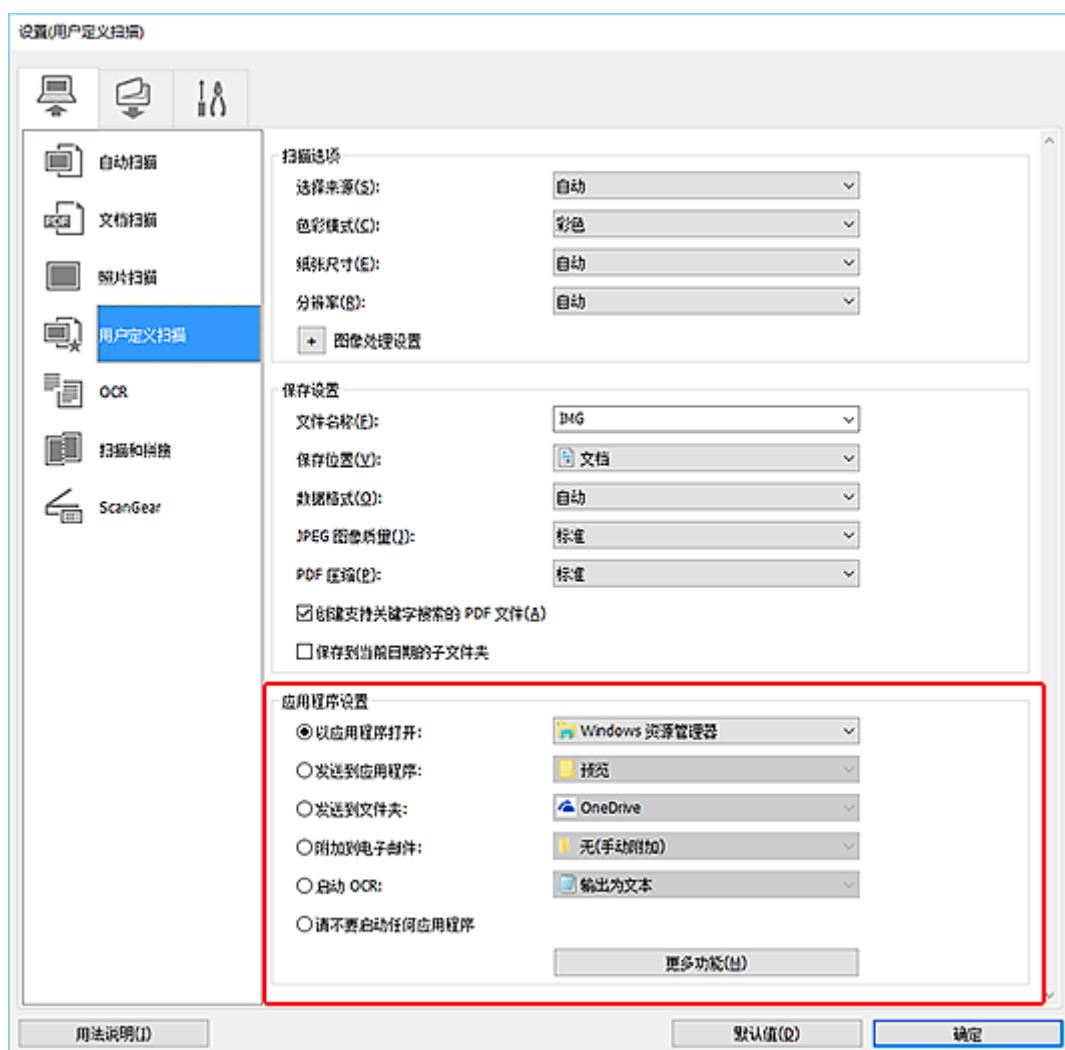 设置(用户定义扫描)
自动扫描
文档扫描
PDF
照片扫描
用户定义扫描
OCR
扫描和拼接
ScanGear
扫描选项
选择来源(S): 自动
色彩模式(C): 彩色
纸张尺寸(E): 自动
分辨率(R): 自动
+ 图像处理设置
保存设置
文件名称(F): IMG
保存位置(V): 文档
数据格式(O): 自动
JPEG 图像质量(J): 标准
PDF 压缩(P): 标准
创建支持关键字搜索的 PDF 文件(A)
保存到当前日期的子文件夹
应用程序设置
以应用程序打开: Windows 资源管理器
发送到应用程序: 预览
发送到文件夹: OneDrive
附加到电子邮件: 无(手动附加)
启动 OCR: 输出为文本
请不要启动任何应用程序
更多功能(M)
用法说明(I) 默认值(D) 确定